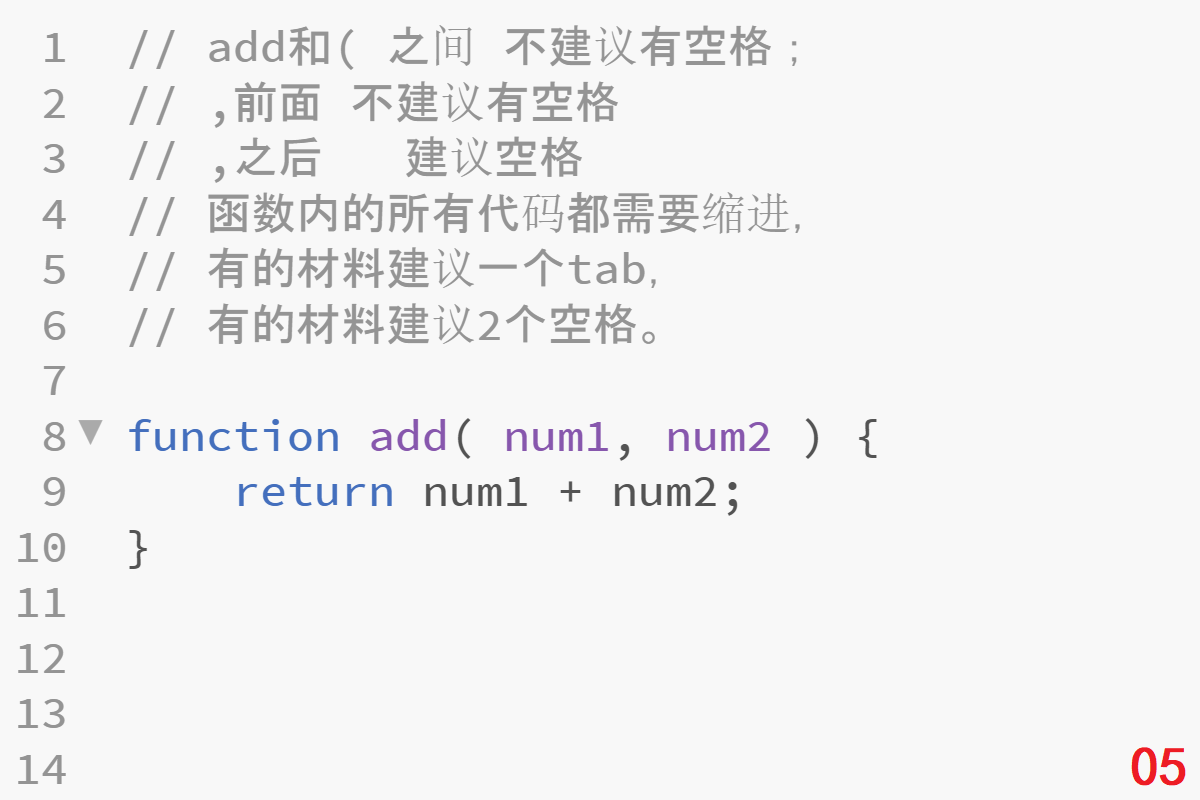 1 // add和( 之间 不建议有空格；
2 // ,前面 不建议有空格
3 // ,之后   建议空格
4 // 函数内的所有代码都需要缩进，
5 // 有的材料建议一个tab，
6 // 有的材料建议2个空格。
7
8 ▼ function add( num1, num2 ) {
9     return num1 + num2;
10 }
11
12
13
14
05